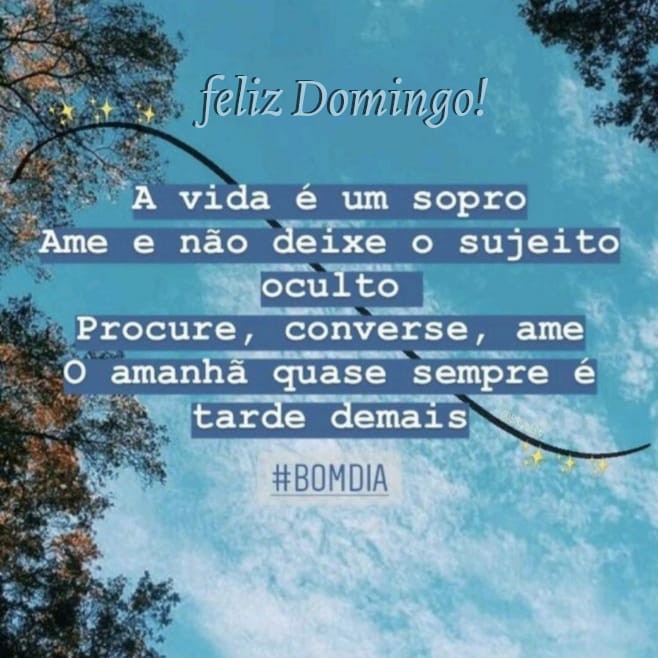 feliz Domingo!
A vida é um sopro
Ame e não deixe o sujeito
oculto
Procure, converse, ame
O amanhã quase sempre é
tarde demais
#BOMDIA